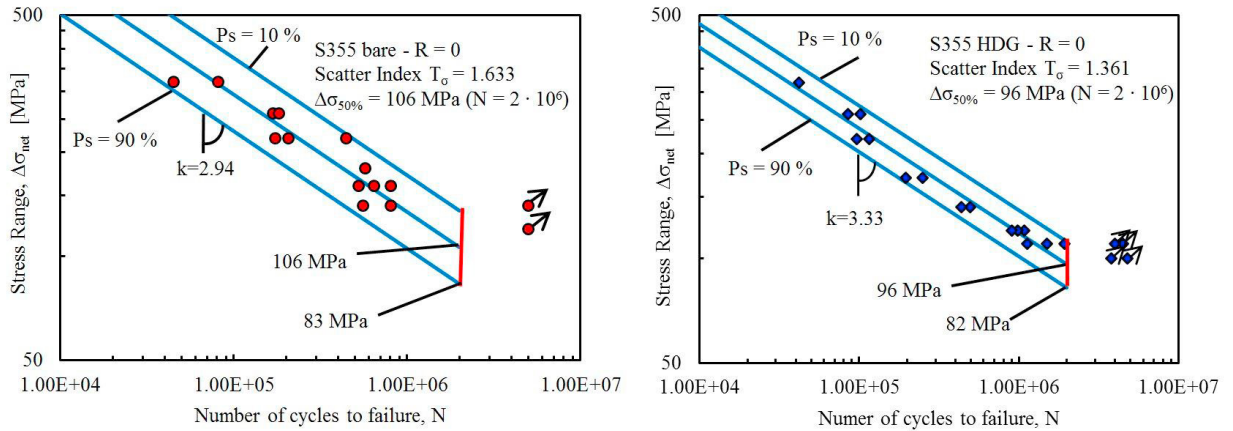 500
Ps = 10 %
S355 bare - R = 0
Scatter Index Tσ = 1.633
Δσ50% = 106 MPa (N = 2 · 10⁶)
Ps = 90 %
k=2.94
106 MPa
83 MPa
Stress Range, Δσnet [MPa]
50
1.00E+04
1.00E+05
1.00E+06
1.00E+07
Number of cycles to failure, N
500
Ps = 10 %
S355 HDG - R = 0
Scatter Index Tσ = 1.361
Δσ50% = 96 MPa (N = 2 · 10⁶)
Ps = 90 %
k=3.33
96 MPa
82 MPa
Stress Range, Δσnet [MPa]
50
1.00E+04
1.00E+05
1.00E+06
1.00E+07
Numer of cycles to failure, N